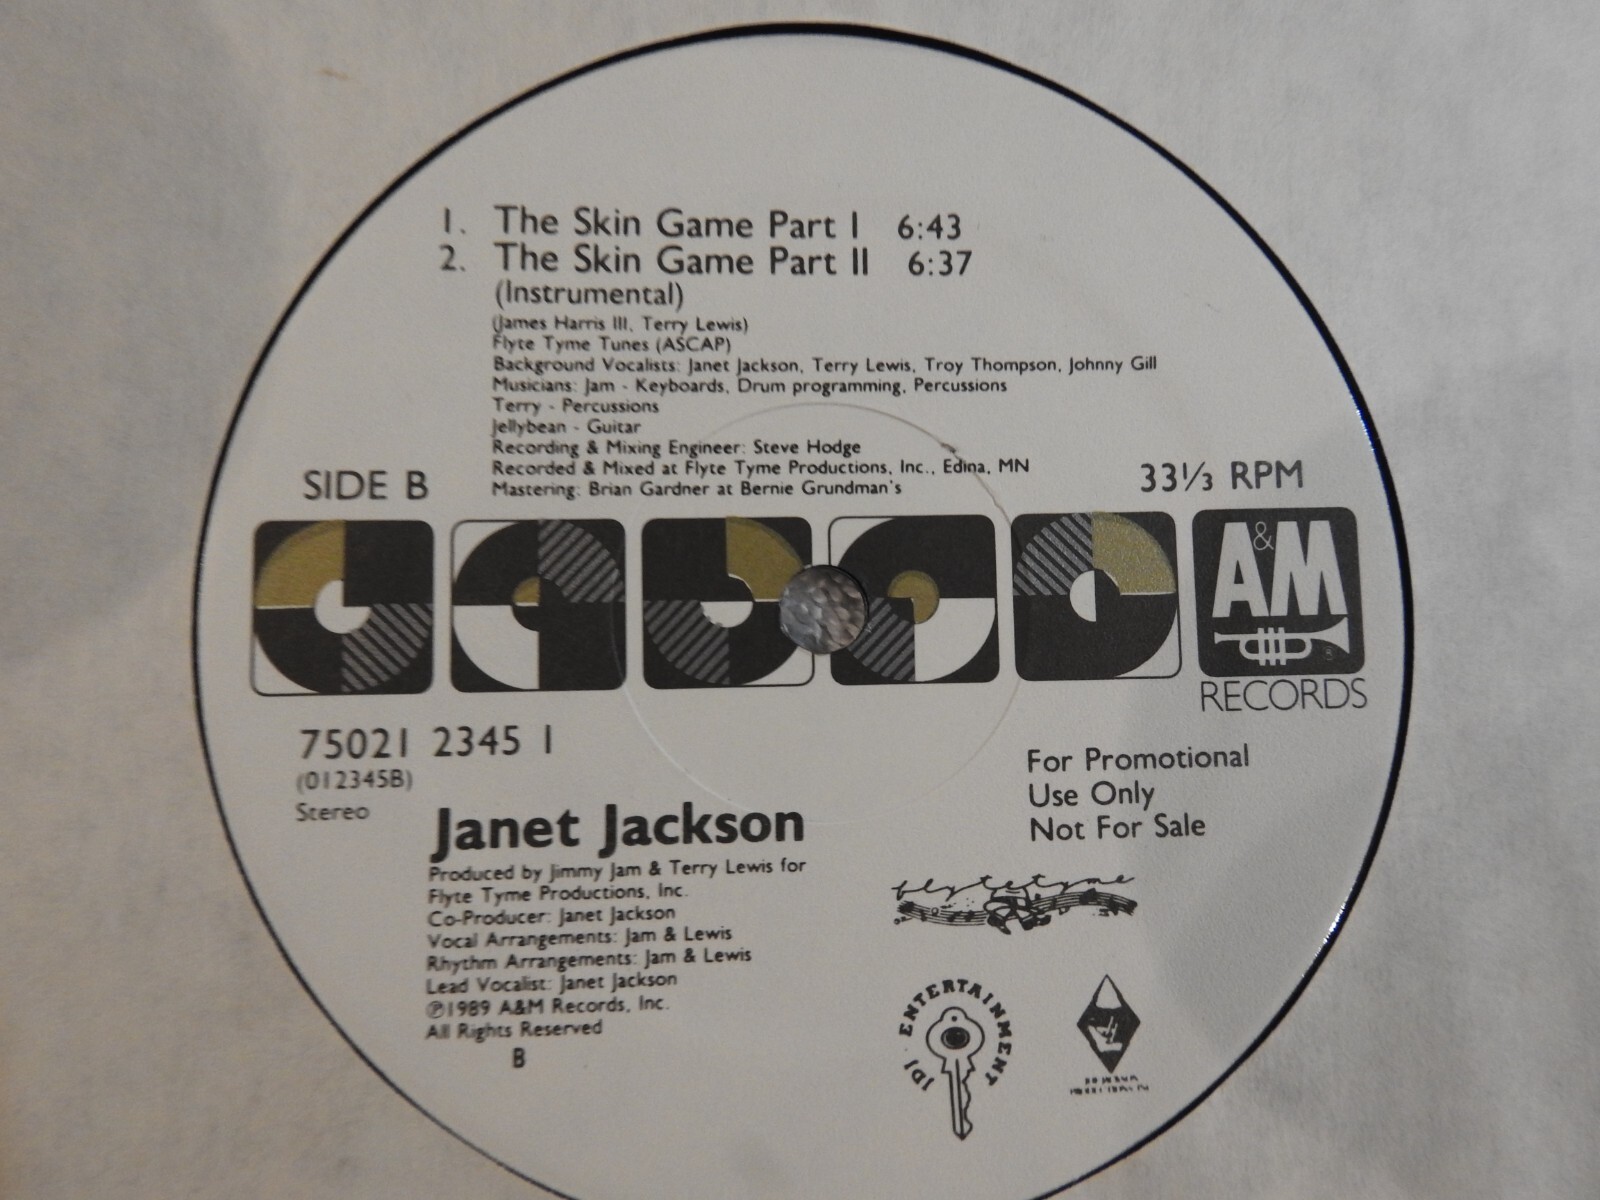 1. The Skin Game Part I 6:43
2. The Skin Game Part II 6:37
(Instrumental)
(James Harris III, Terry Lewis)
Flyte Tyme Tunes (ASCAP)
Background Vocalists: Janet Jackson, Terry Lewis, Troy Thompson, Johnny Gill
Musicians: Jam - Keyboards, Drum programming, Percussions
Terry - Percussions
Jellybean - Guitar
Recording & Mixing Engineer: Steve Hodge
Recorded & Mixed at Flyte Tyme Productions, Inc., Edina, MN
Mastering: Brian Gardner at Bernie Grundman's
SIDE B
33⅓ RPM
A&M
RECORDS
75021 2345 1
(012345B)
Stereo
For Promotional
Use Only
Not For Sale
Janet Jackson
Produced by Jimmy Jam & Terry Lewis for
Flyte Tyme Productions, Inc.
Co-Producer: Janet Jackson
Vocal Arrangements: Jam & Lewis
Rhythm Arrangements: Jam & Lewis
Lead Vocalist: Janet Jackson
℗1989 A&M Records, Inc.
All Rights Reserved
B
flytetyme
JDJ ENTERTAINMENT